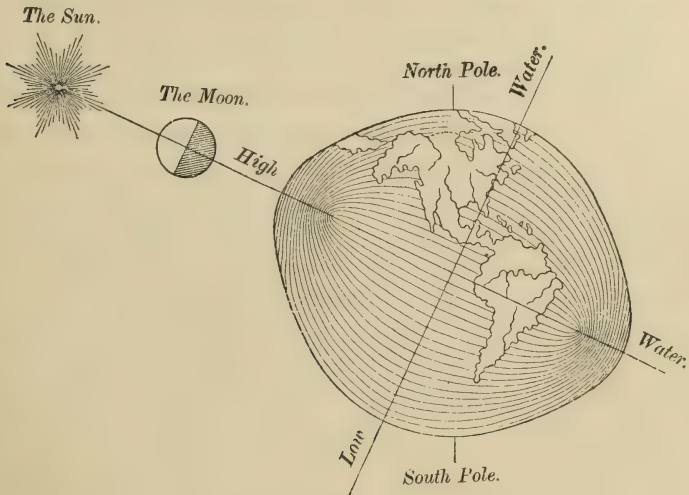 The Sun.
The Moon.
High
North Pole.
Water.
Water.
Low
South Pole.